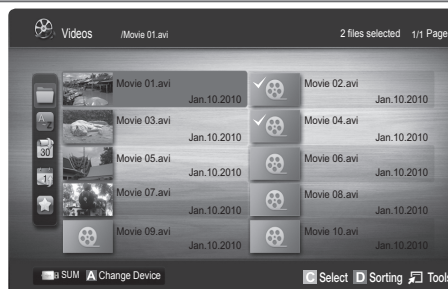 Videos /Movie 01.avi 2 files selected 1/1 Page
Movie 01.avi Movie 02.avi
Jan.10.2010 Jan.10.2010
Movie 03.avi Movie 04.avi
Jan.10.2010 Jan.10.2010
Movie 05.avi Movie 06.avi
Jan.10.2010 Jan.10.2010
Movie 07.avi Movie 08.avi
Jan.10.2010 Jan.10.2010
Movie 09.avi Movie 10.avi
Jan.10.2010 Jan.10.2010
SUM A Change Device C Select D Sorting Tools